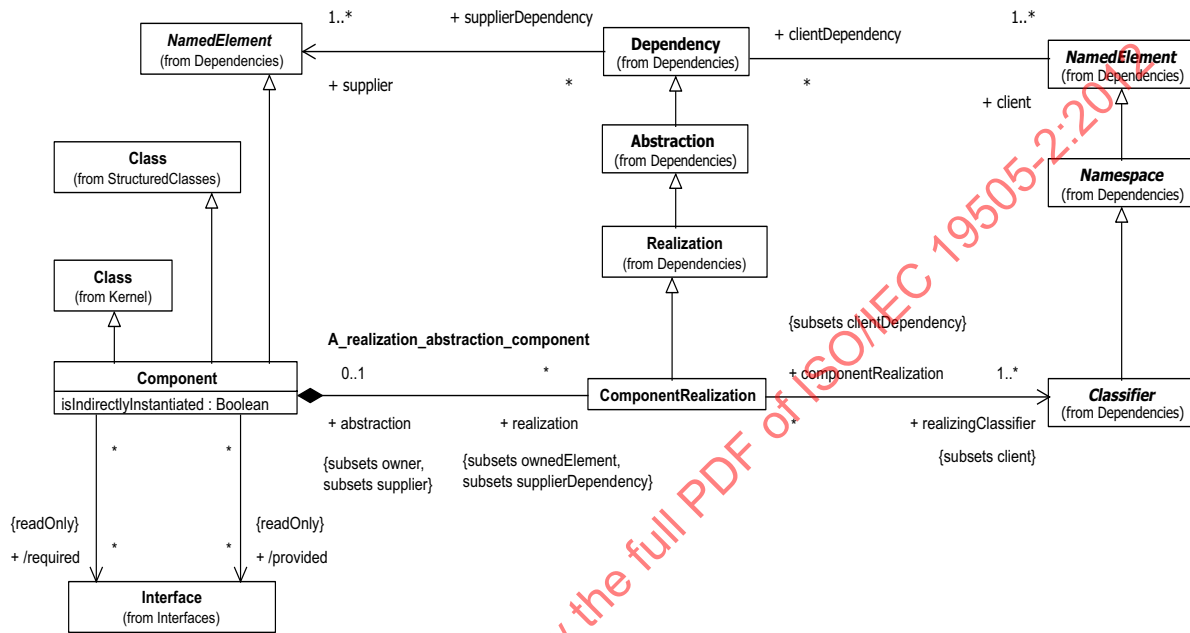 1..*
+ supplierDependency
NamedElement
(from Dependencies)
+ supplier
*
Dependency
(from Dependencies)
+ clientDependency
1..*
*
NamedElement
(from Dependencies)
+ client
Class
(from StructuredClasses)
Abstraction
(from Dependencies)
Namespace
(from Dependencies)
Realization
(from Dependencies)
Class
(from Kernel)
A_realization_abstraction_component
{subsets clientDependency}
Component
isIndirectlyInstantiated : Boolean
0..1
*
ComponentRealization
+ componentRealization
1..*
Classifier
(from Dependencies)
+ abstraction
+ realization
*
+ realizingClassifier
{subsets owner,
subsets supplier}
{subsets ownedElement,
subsets supplierDependency}
{subsets client}
*
*
{readOnly}
{readOnly}
+ /required
*
*
+ /provided
Interface
(from Interfaces)
y the full PDF of ISO/IEC 19505-2:2012